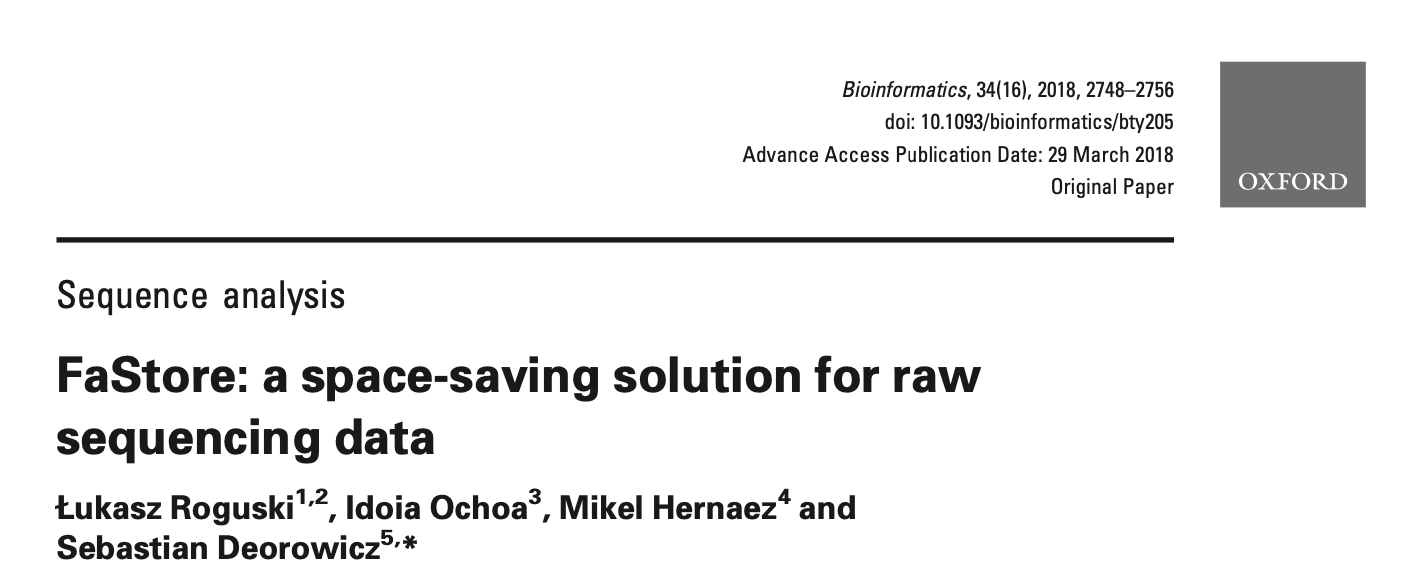 Bioinformatics, 34(16), 2018, 2748–2756
doi: 10.1093/bioinformatics/bty205
Advance Access Publication Date: 29 March 2018
Original Paper
OXFORD
Sequence analysis
FaStore: a space-saving solution for raw
sequencing data
Łukasz Roguski1,2, Idoia Ochoa3, Mikel Hernaez4 and
Sebastian Deorowicz5,*